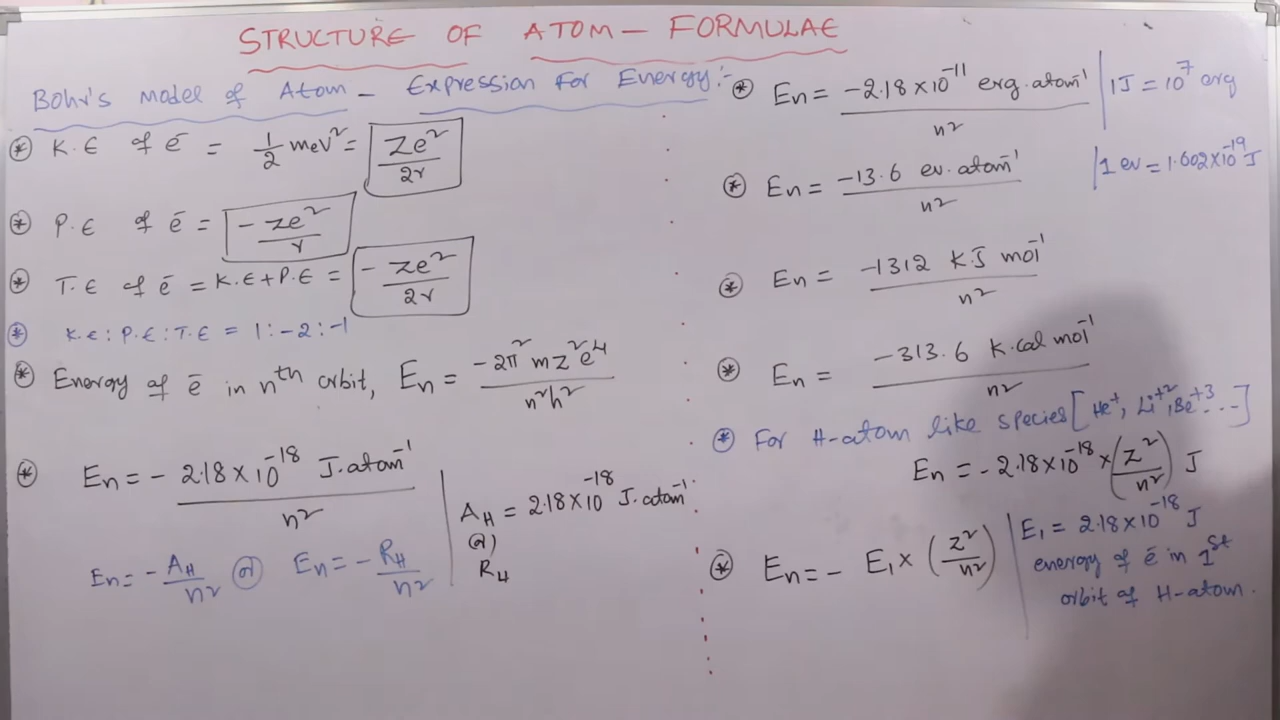 STRUCTURE OF ATOM - FORMULAE
Bohr's Model of Atom - Expression For Energy:-
⊛ K.E of ē = 1/2 mev² = Ze²/2r
⊛ P.E of ē = - ze²/r
⊛ T.E of ē = K.E + P.E = - ze²/2r
⊛ K.E : P.E : T.E = 1 : -2 : -1
⊛ Energy of ē in nth orbit, En = -2π² mz²e⁴/n²h²
⊛ En = - 2.18 × 10⁻¹⁸ J.atom⁻¹/n²
AH = 2.18 × 10⁻¹⁸ J.atom⁻¹
(or)
RH
En = - AH/n² (or) En = - RH/n²
⊛ En = -2.18 × 10⁻¹¹ erg.atom⁻¹/n²
1J = 10⁷ erg
⊛ En = -13.6 ev.atom⁻¹/n²
1 ev = 1.602×10⁻¹⁹ J
⊛ En = -1312 KJ mol⁻¹/n²
⊛ En = -313.6 K.cal mol⁻¹/n²
⊛ For H-atom like species [He⁺, Li⁺², Be⁺³ ...]
En = - 2.18×10⁻¹⁸ × (Z²/n²) J
⊛ En = - E₁ × (Z²/n²)
E₁ = 2.18×10⁻¹⁸ J
energy of ē in 1st
orbit of H-atom.